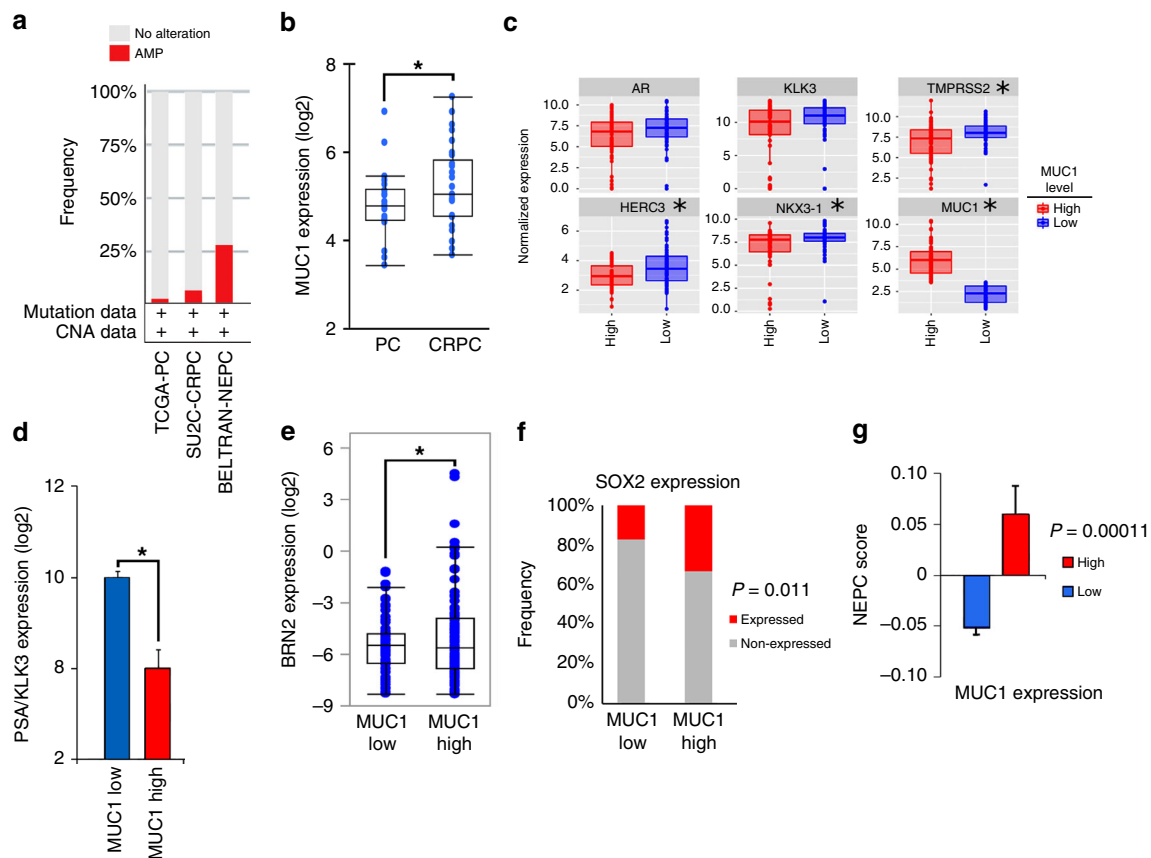 a
No alteration
AMP
100%
75%
50%
25%
Frequency
Mutation data + + +
CNA data + + +
TCGA-PC
SU2C-CRPC
BELTRAN-NEPC
b
*
8
6
4
2
MUC1 expression (log2)
PC CRPC
c
AR KLK3 TMPRSS2 *
10.0
7.5
5.0
2.5
0.0
10
5
0
10.0
7.5
5.0
2.5
HERC3 * NKX3-1 * MUC1 *
6
4
2
10.0
7.5
5.0
2.5
0.0
10.0
7.5
5.0
2.5
Normalized expression
High Low High Low High Low
MUC1
level
High
Low
d
*
12
10
8
2
PSA/KLK3 expression (log2)
MUC1 low
MUC1 high
e
*
6
3
0
−3
−6
−9
BRN2 expression (log2)
MUC1 low
MUC1 high
f
SOX2 expression
100%
80%
60%
40%
20%
0%
Frequency
P = 0.011
Expressed
Non-expressed
MUC1 low
MUC1 high
g
0.10
0.05
0
−0.05
−0.10
NEPC score
P = 0.00011
High
Low
MUC1 expression